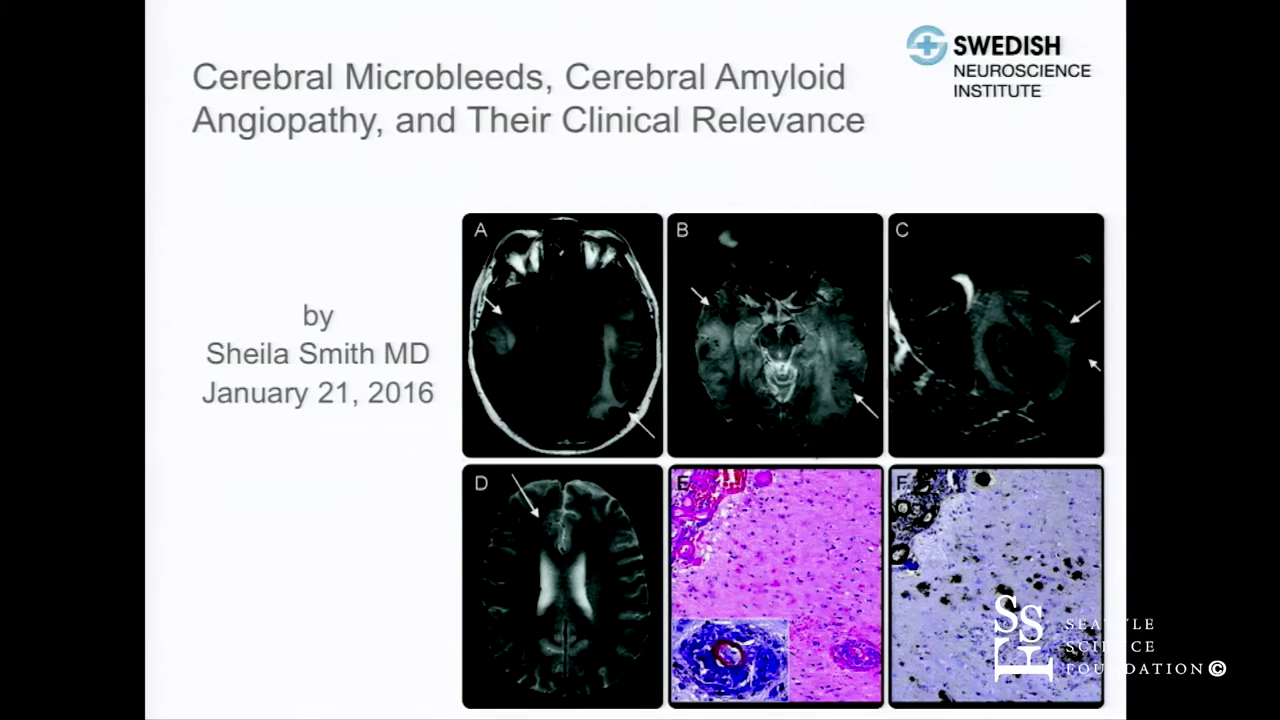 Cerebral Microbleeds, Cerebral Amyloid
Angiopathy, and Their Clinical Relevance
SWEDISH
NEUROSCIENCE
INSTITUTE
by
Sheila Smith MD
January 21, 2016
A
B
C
D
E
F
SSF
SEATTLE
SCIENCE
FOUNDATION©